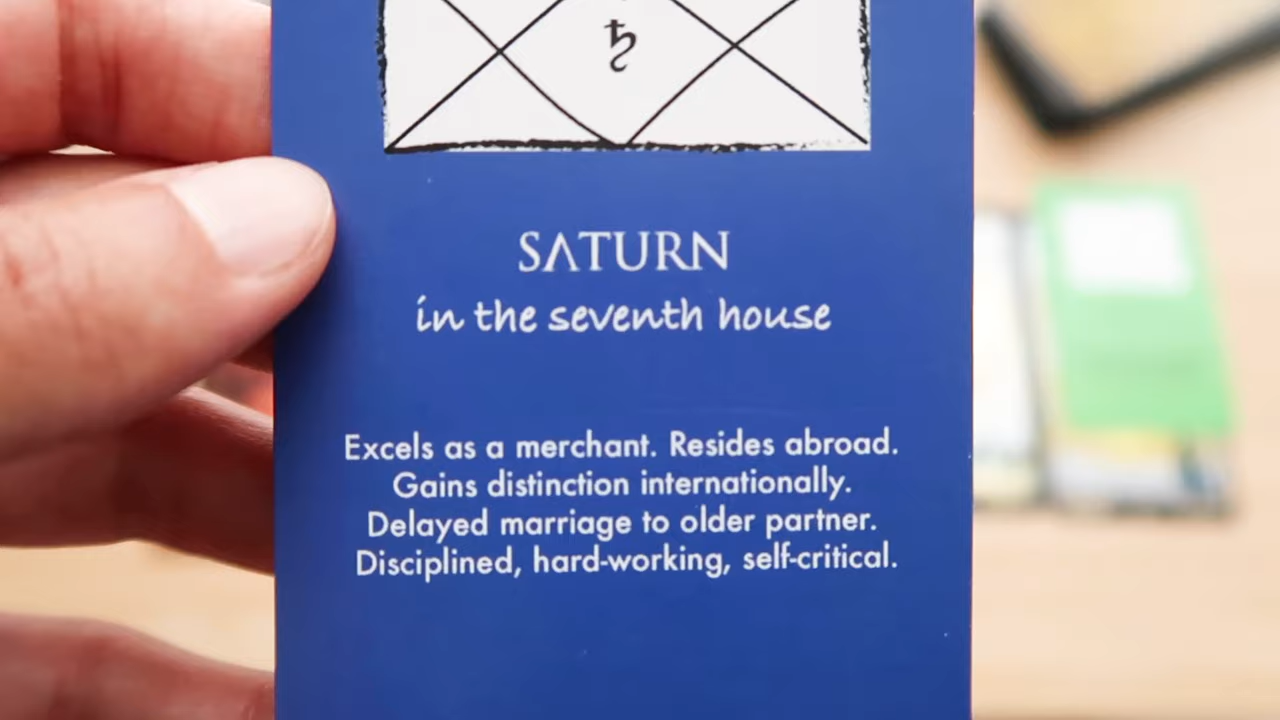 ♄
SATURN
in the seventh house
Excels as a merchant. Resides abroad.
Gains distinction internationally.
Delayed marriage to older partner.
Disciplined, hard-working, self-critical.